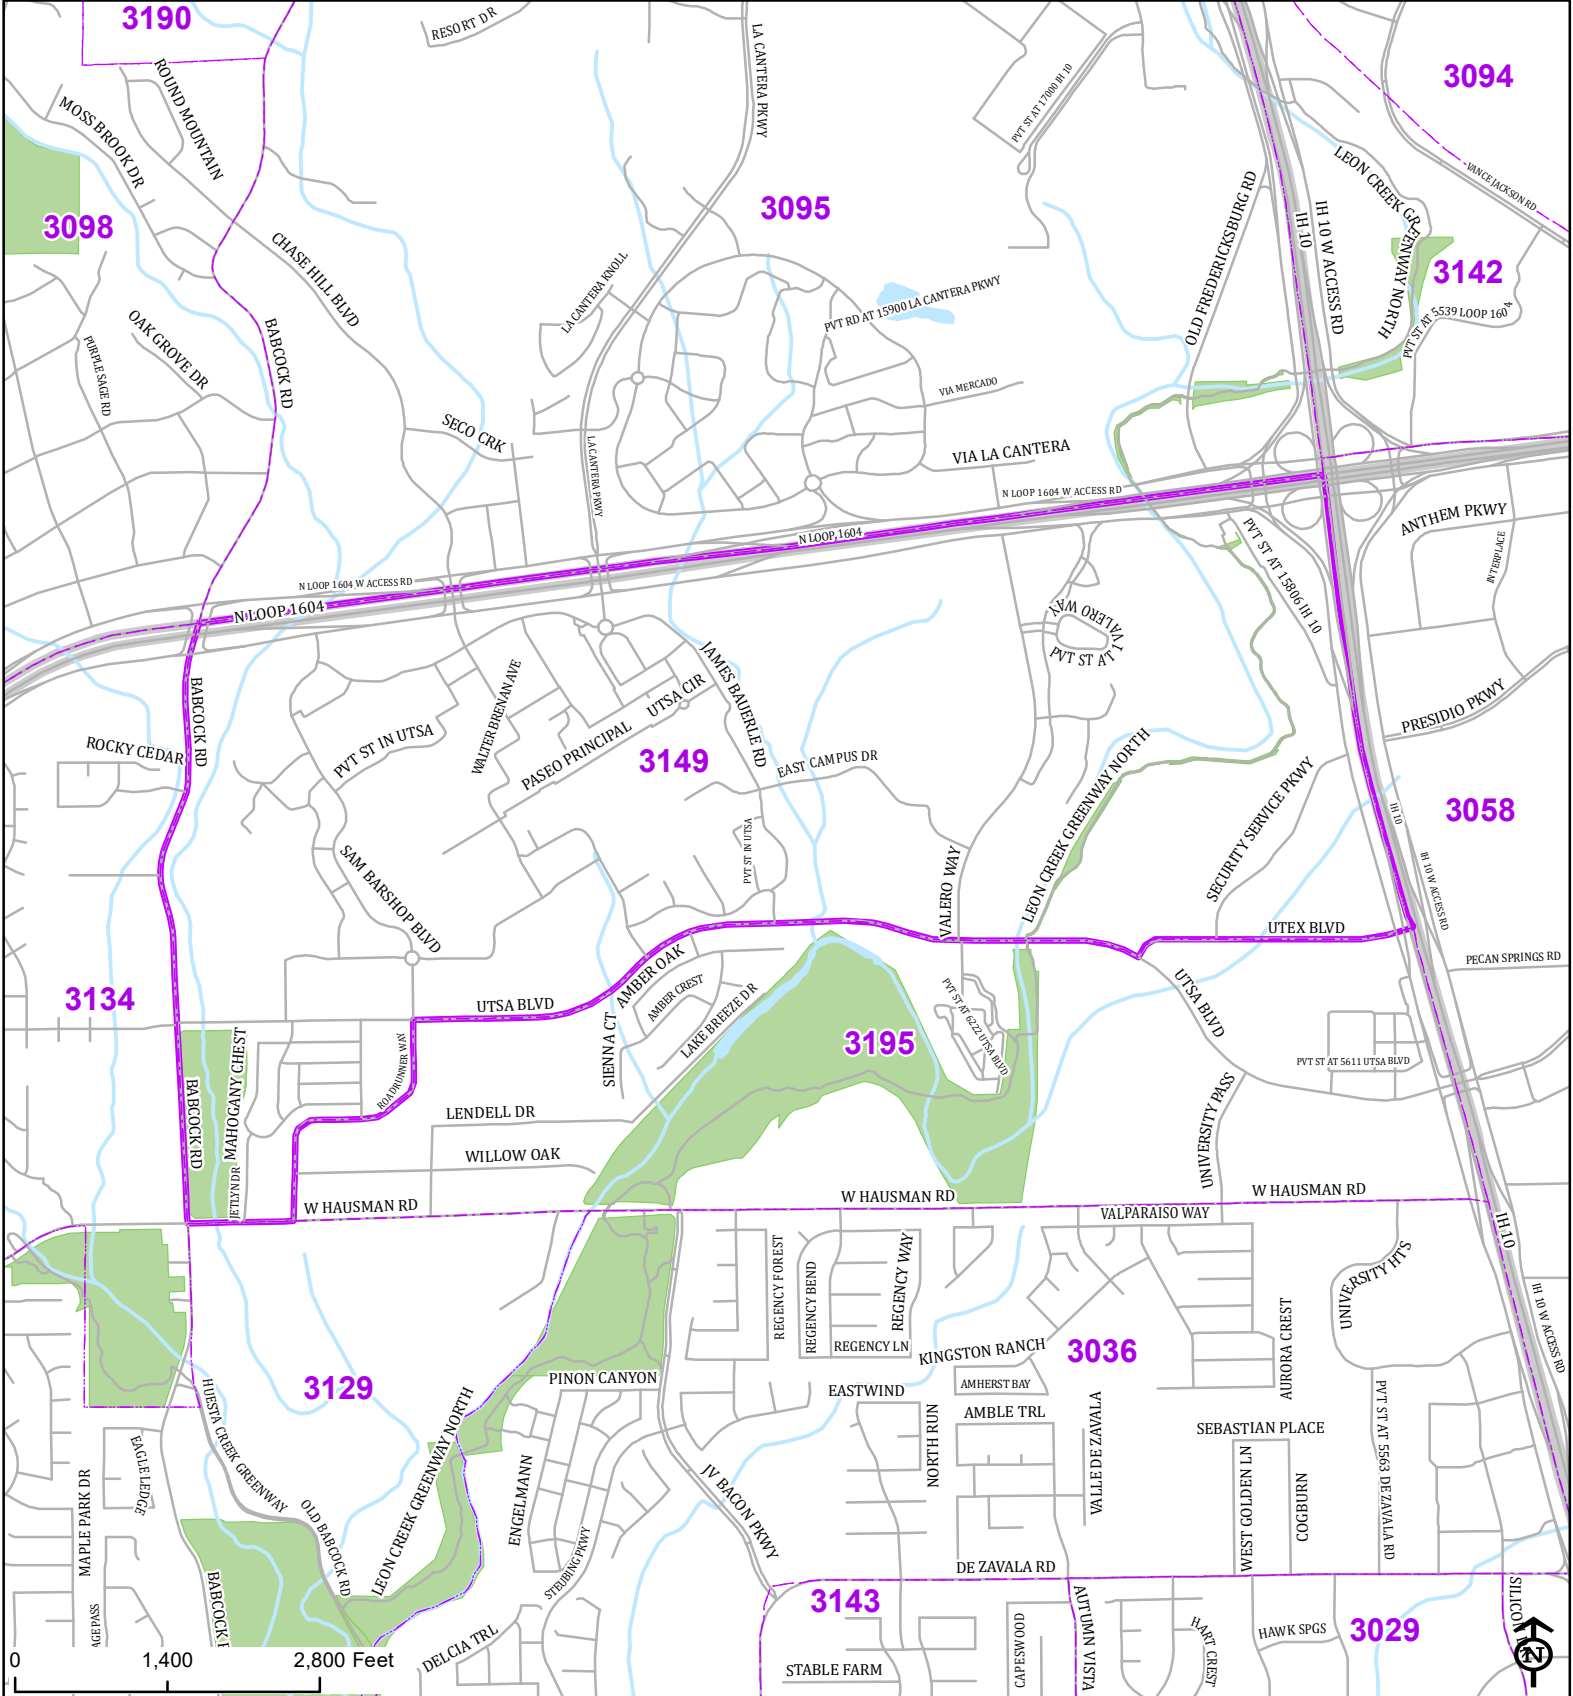 3190
RESORT DR
LA CANTERA PKWY
3094
ROUND MOUNTAIN
MOSS BROOK DR
PVT ST AT 17000 IH 10
LEON CREEK GREENWAY NORTH
VANCE JACKSON RD
3098
3095
OLD FREDERICKSBURG RD
IH 10
IH 10 W ACCESS RD
3142
CHASE HILL BLVD
LA CANTERA KNOLL
PVT RD AT 15900 LA CANTERA PKWY
PVT ST AT 5539 LOOP 1604
OAK GROVE DR
PURPLE SAGE RD
BABCOCK RD
VIA MERCADO
SECO CRK
LA CANTERA PKWY
VIA LA CANTERA
N LOOP 1604 W ACCESS RD
ANTHEM PKWY
N LOOP 1604
PVT ST AT 15806 IH 10
INTERPLACE
N LOOP 1604 W ACCESS RD
N LOOP 1604
PVT ST AT 1 VALERO WAY
JAMES BAUERLE RD
BABCOCK RD
WALTER BRENAN AVE
UTSA CIR
PRESIDIO PKWY
ROCKY CEDAR
PVT ST IN UTSA
PASEO PRINCIPAL
3149
EAST CAMPUS DR
LEON CREEK GREENWAY NORTH
SECURITY SERVICE PKWY
3058
IH 10
PVT ST IN UTSA
SAM BARSHOP BLVD
VALERO WAY
IH 10 W ACCESS RD
UTEX BLVD
PECAN SPRINGS RD
3134
UTSA BLVD
AMBER OAK
AMBER CREST
LAKE BREEZE DR
SIENNA CT
PVT ST AT 6222 UTSA BLVD
UTSA BLVD
3195
PVT ST AT 5611 UTSA BLVD
MAHOGANY CHEST
ROADRUNNER WAY
BABCOCK RD
LENDELL DR
UNIVERSITY PASS
WILLOW OAK
JETLYN DR
W HAUSMAN RD
W HAUSMAN RD
W HAUSMAN RD
VALPARAISO WAY
IH 10
REGENCY FOREST
REGENCY BEND
REGENCY WAY
UNIVERSITY HTS
IH 10 W ACCESS RD
REGENCY LN
KINGSTON RANCH
3036
AURORA CREST
3129
PINON CANYON
AMHERST BAY
EASTWIND
HUESTA CREEK GREENWAY
LEON CREEK GREENWAY NORTH
NORTH RUN
AMBLE TRL
VALLE DE ZAVALA
SEBASTIAN PLACE
PVT ST AT 5563 DE ZAVALA RD
EAGLE LEDGE
MAPLE PARK DR
ENGELMANN
JV BACON PKWY
WEST GOLDEN LN
COGBURN
OLD BABCOCK RD
STEUBING PKWY
DE ZAVALA RD
BABCOCK R
3143
AUTUMN VISTA
SILICON
AGE PASS
DELCIA TRL
CAPESWOOD
HART CREST
HAWK SPGS
3029
STABLE FARM
0 1,400 2,800 Feet
N